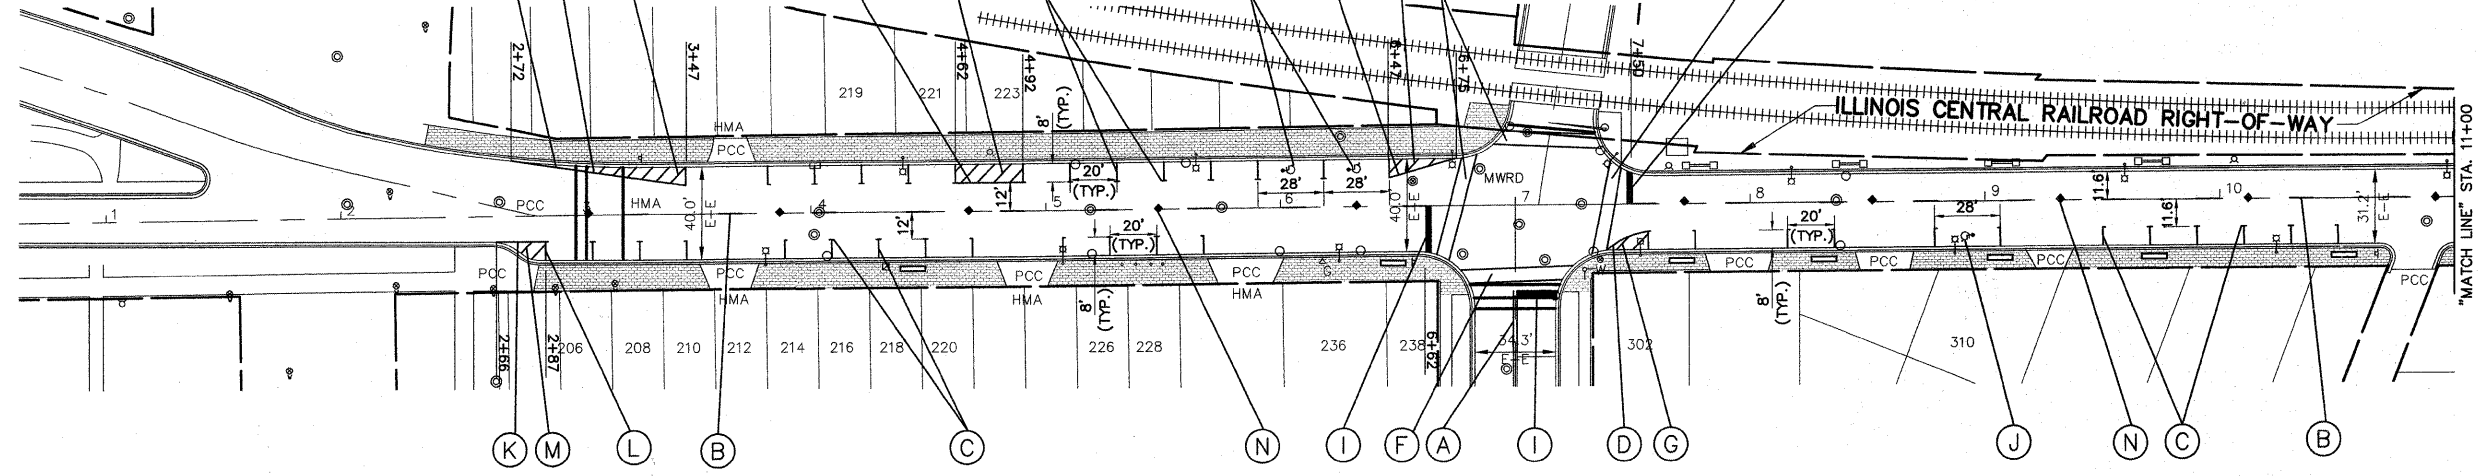 2+72
3+47
4+62
4+92
6+47
6+75
7+50
219
221
223
8'
(TYP.)
ILLINOIS CENTRAL RAILROAD RIGHT-OF-WAY
"MATCH LINE" STA. 11+00
HMA
PCC
20'
(TYP.)
28'
28'
12'
MWRD
PCC
HMA
40.0'
E-E
12'
40.0'
E-E
11.6'
11.6'
31.2'
E-E
1
2
4
5
6
7
8
9
10
20'
(TYP.)
20'
(TYP.)
28'
PCC
PCC
PCC
PCC
G
W
PCC
PCC
PCC
PCC
HMA
HMA
HMA
8'
(TYP.)
8'
(TYP.)
2+66
2+87
206
208
210
212
214
216
218
220
226
228
236
238
6+62
34.3'
E-E
302
310
K
M
L
B
C
N
I
F
A
I
D
G
J
N
C
B